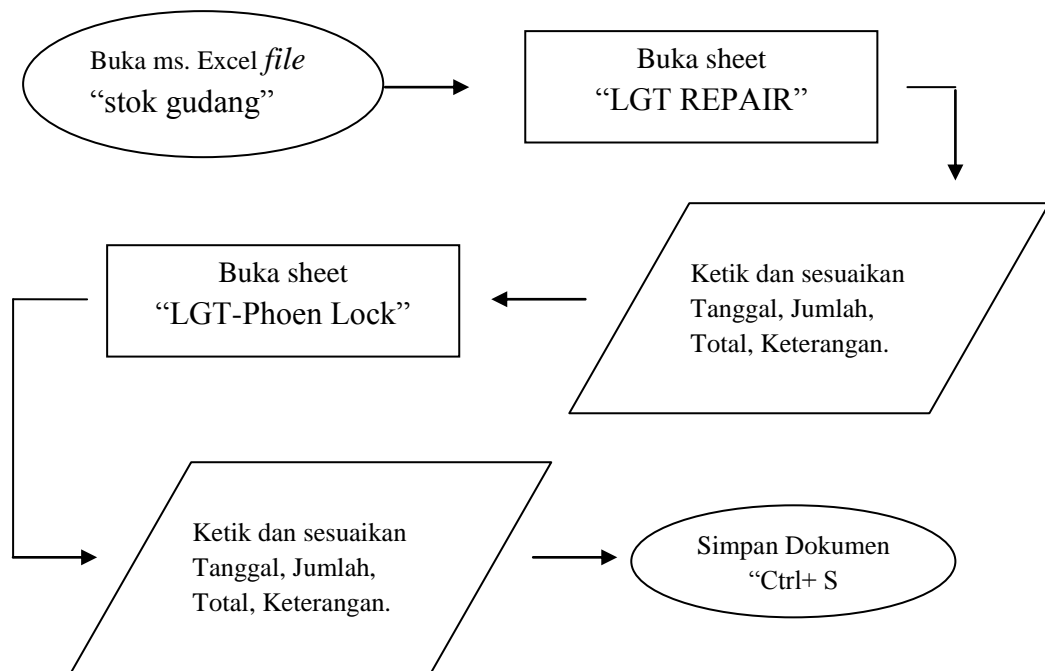 Buka ms. Excel file
“stok gudang”
Buka sheet
“LGT REPAIR”
Ketik dan sesuaikan
Tanggal, Jumlah,
Total, Keterangan.
Buka sheet
“LGT-Phoen Lock”
Ketik dan sesuaikan
Tanggal, Jumlah,
Total, Keterangan.
Simpan Dokumen
“Ctrl+ S